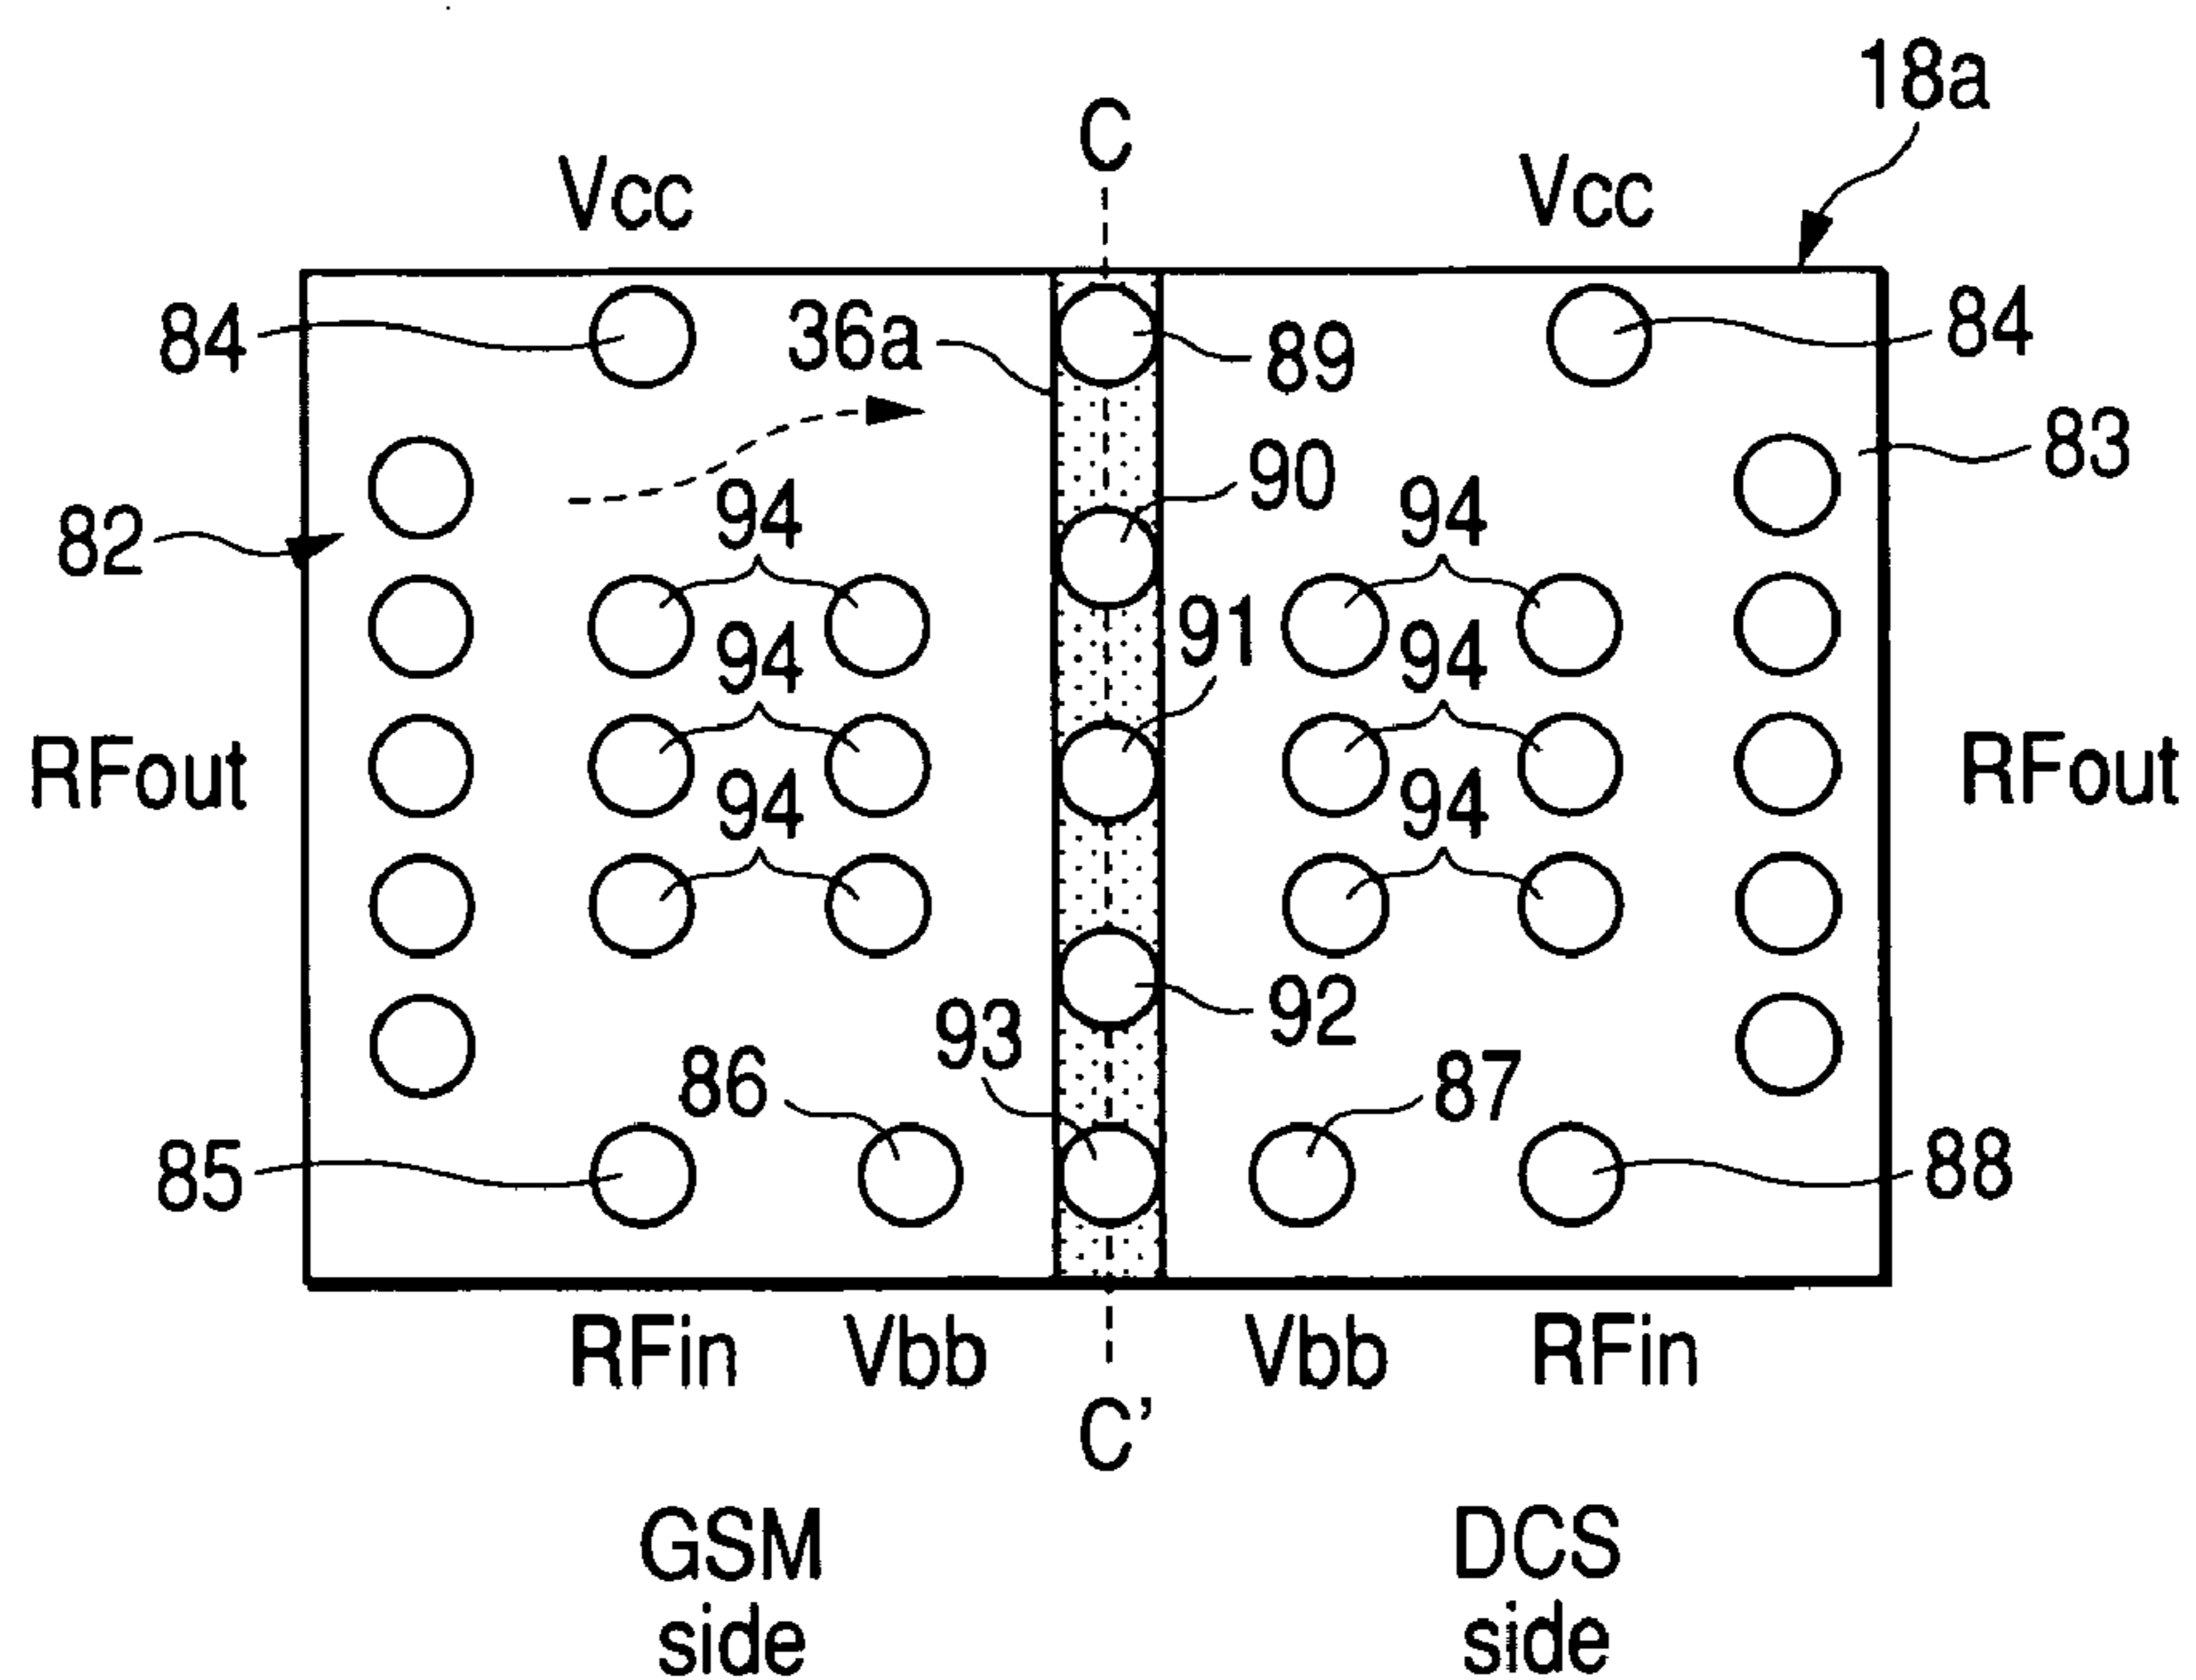 18a
C
Vcc Vcc
84 36a 89 84
83
90
82 94 94
91
94 94
RFout RFout
94 94
93 92
86 87
85 88
RFin Vbb Vbb RFin
C'
GSM side
DCS side